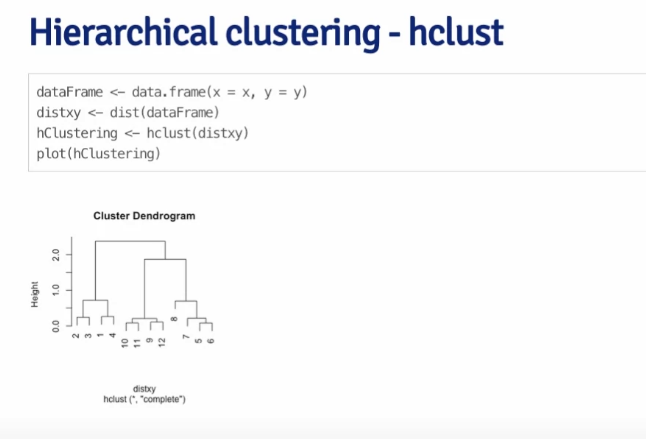 Hierarchical clustering - hclust
dataFrame <- data.frame(x = x, y = y)
distxy <- dist(dataFrame)
hClustering <- hclust(distxy)
plot(hClustering)
Cluster Dendrogram
Height
0.0 1.0 2.0
2 3 1 4 10 11 9 12 8 7 5 6
distxy
hclust (*, "complete")